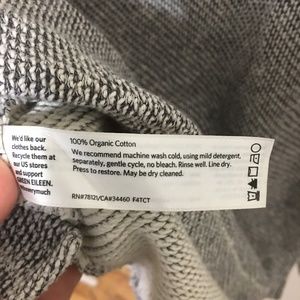 We'd like our
clothes back.
Recycle them at
our US stores
and support
GREEN EILEEN.
100% Organic Cotton
We recommend machine wash cold, using mild detergent,
separately, gentle cycle, no bleach. Rinse well. Line dry.
Press to restore. May be dry cleaned.
RN#78121/CA#34460 F4TCT